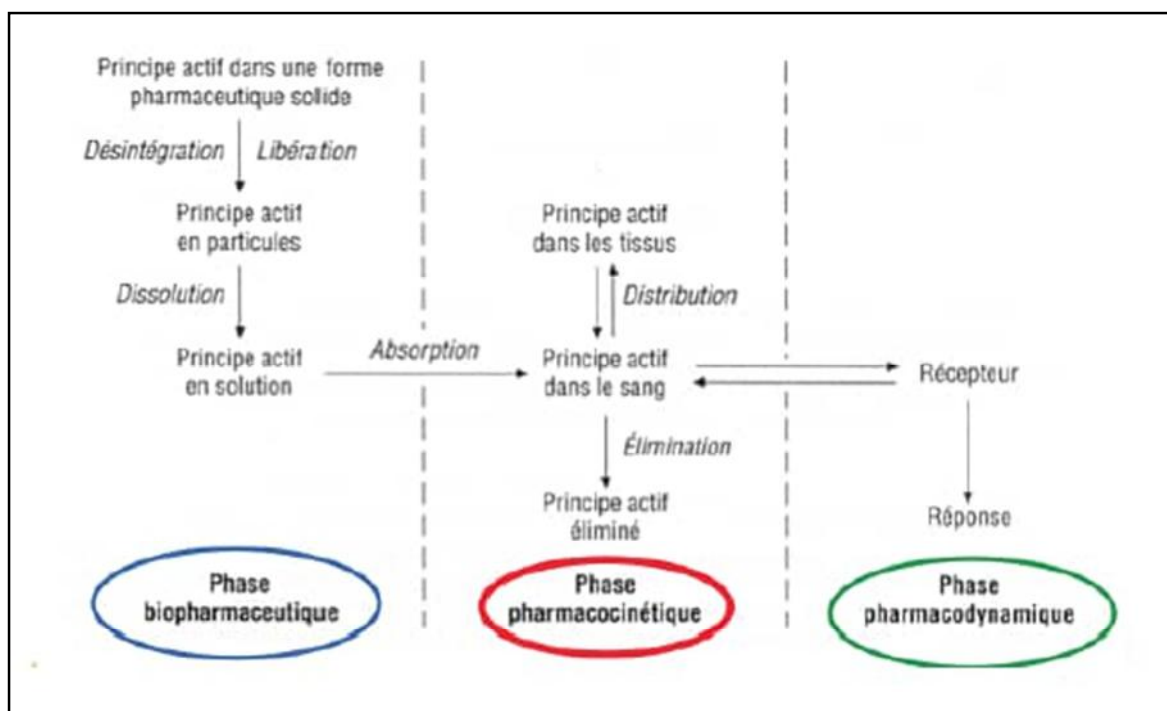 Principe actif dans une forme
pharmaceutique solide
Désintégration
Libération
Principe actif
en particules
Dissolution
Principe actif
en solution
Absorption
Principe actif
dans les tissus
Distribution
Principe actif
dans le sang
Élimination
Principe actif
éliminé
Récepteur
Réponse
Phase
biopharmaceutique
Phase
pharmacocinétique
Phase
pharmacodynamique